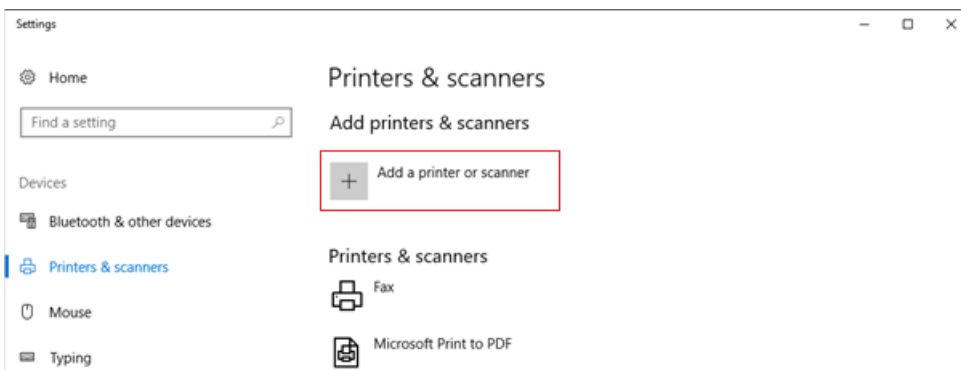 Settings
Home
Find a setting
Devices
Bluetooth & other devices
Printers & scanners
Mouse
Typing
Printers & scanners
Add printers & scanners
Add a printer or scanner
Printers & scanners
Fax
Microsoft Print to PDF